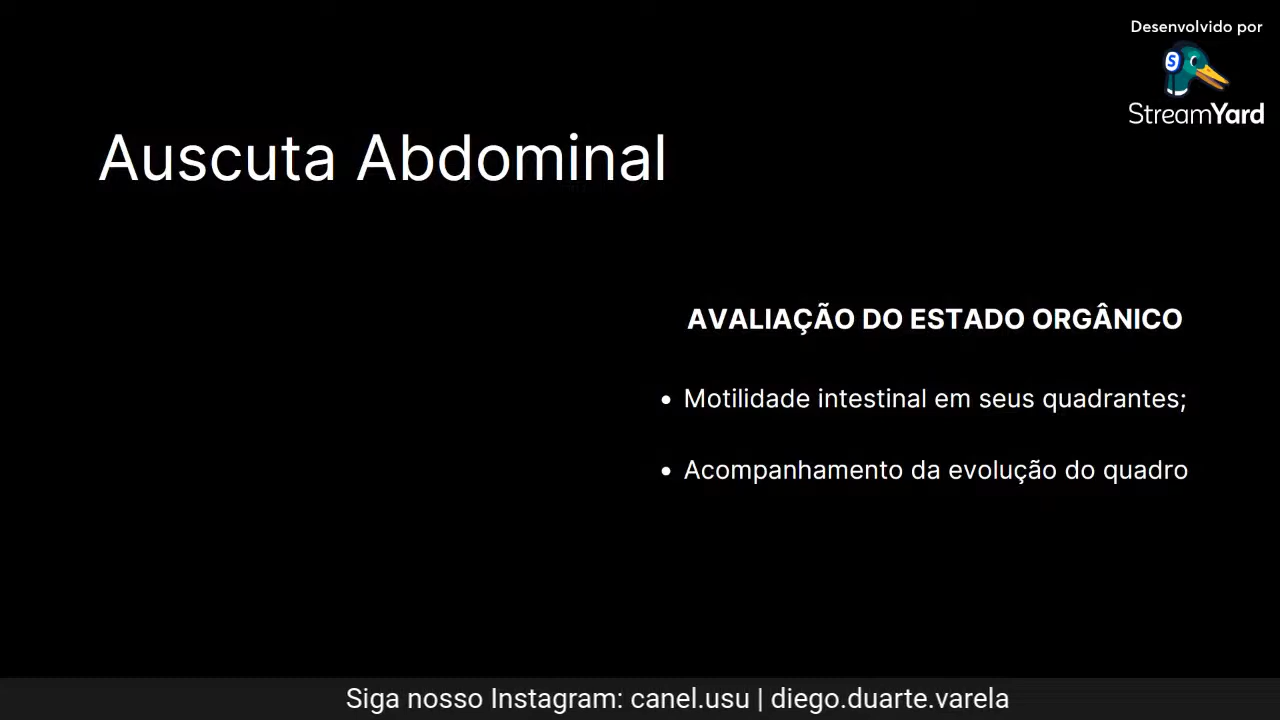 Desenvolvido por
S
StreamYard
Auscuta Abdominal
AVALIAÇÃO DO ESTADO ORGÂNICO
• Motilidade intestinal em seus quadrantes;
• Acompanhamento da evolução do quadro
Siga nosso Instagram: canel.usu | diego.duarte.varela